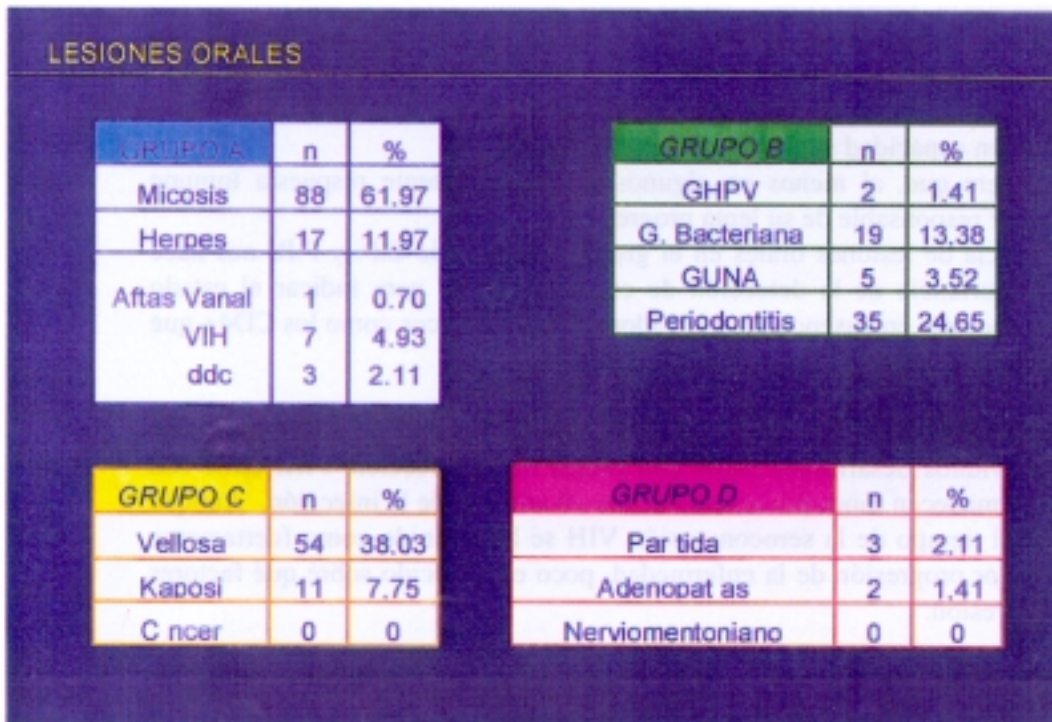 LESIONES ORALES
GRUPO A n %
Micosis 88 61.97
Herpes 17 11.97
Aftas Vanal 1 0.70
VIH 7 4.93
ddc 3 2.11
GRUPO B n %
GHPV 2 1.41
G. Bacteriana 19 13.38
GUNA 5 3.52
Periodontitis 35 24.65
GRUPO C n %
Vellosa 54 38.03
Kaposi 11 7.75
C ncer 0 0
GRUPO D n %
Par tida 3 2.11
Adenopat as 2 1.41
Nerviomentoniano 0 0